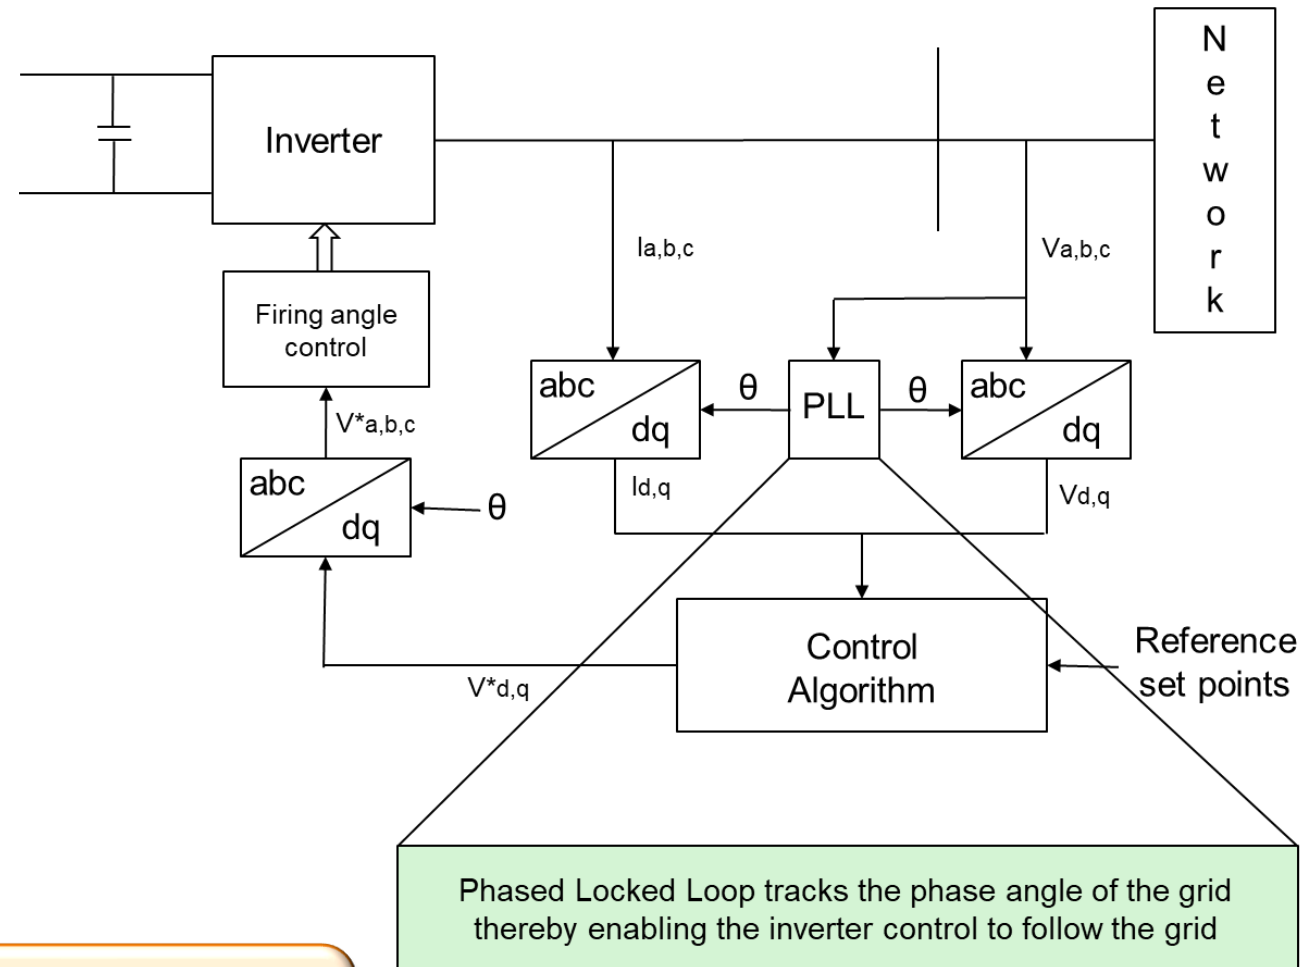 Inverter
N
e
t
w
o
r
k
Ia,b,c
Va,b,c
Firing angle
control
abc
dq
θ
PLL
θ
abc
dq
V*a,b,c
abc
dq
θ
Id,q
Vd,q
Control
Algorithm
Reference
set points
V*d,q
Phased Locked Loop tracks the phase angle of the grid
thereby enabling the inverter control to follow the grid